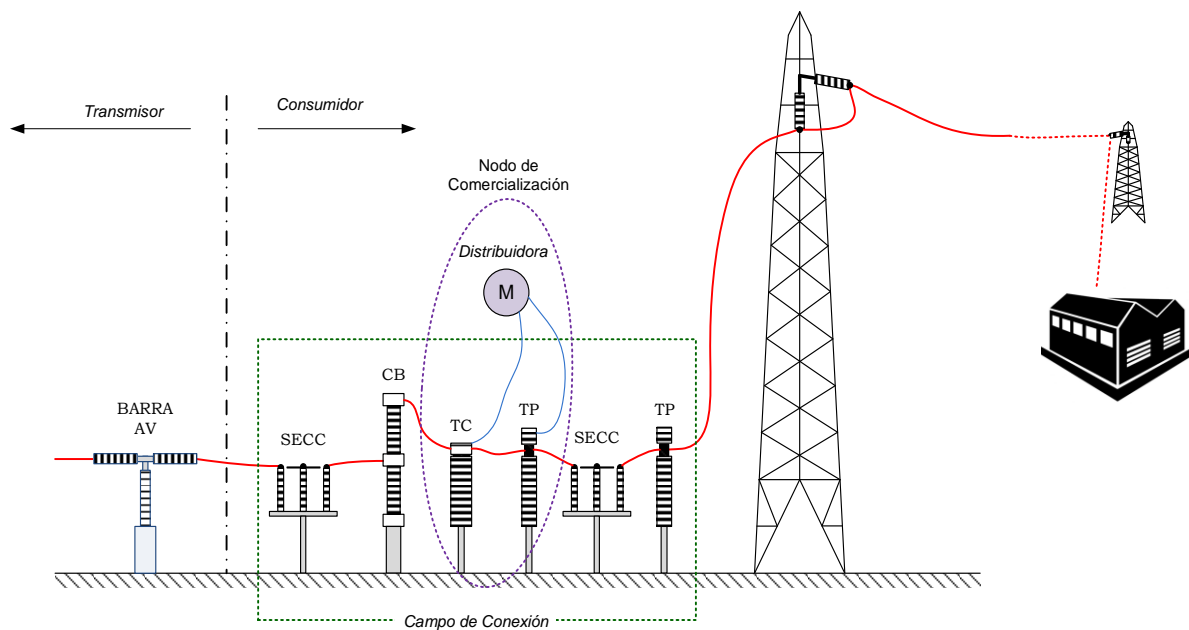 Transmisor
Consumidor
Nodo de
Comercialización
Distribuidora
M
CB
BARRA
AV
SECC
TC
TP
SECC
TP
Campo de Conexión